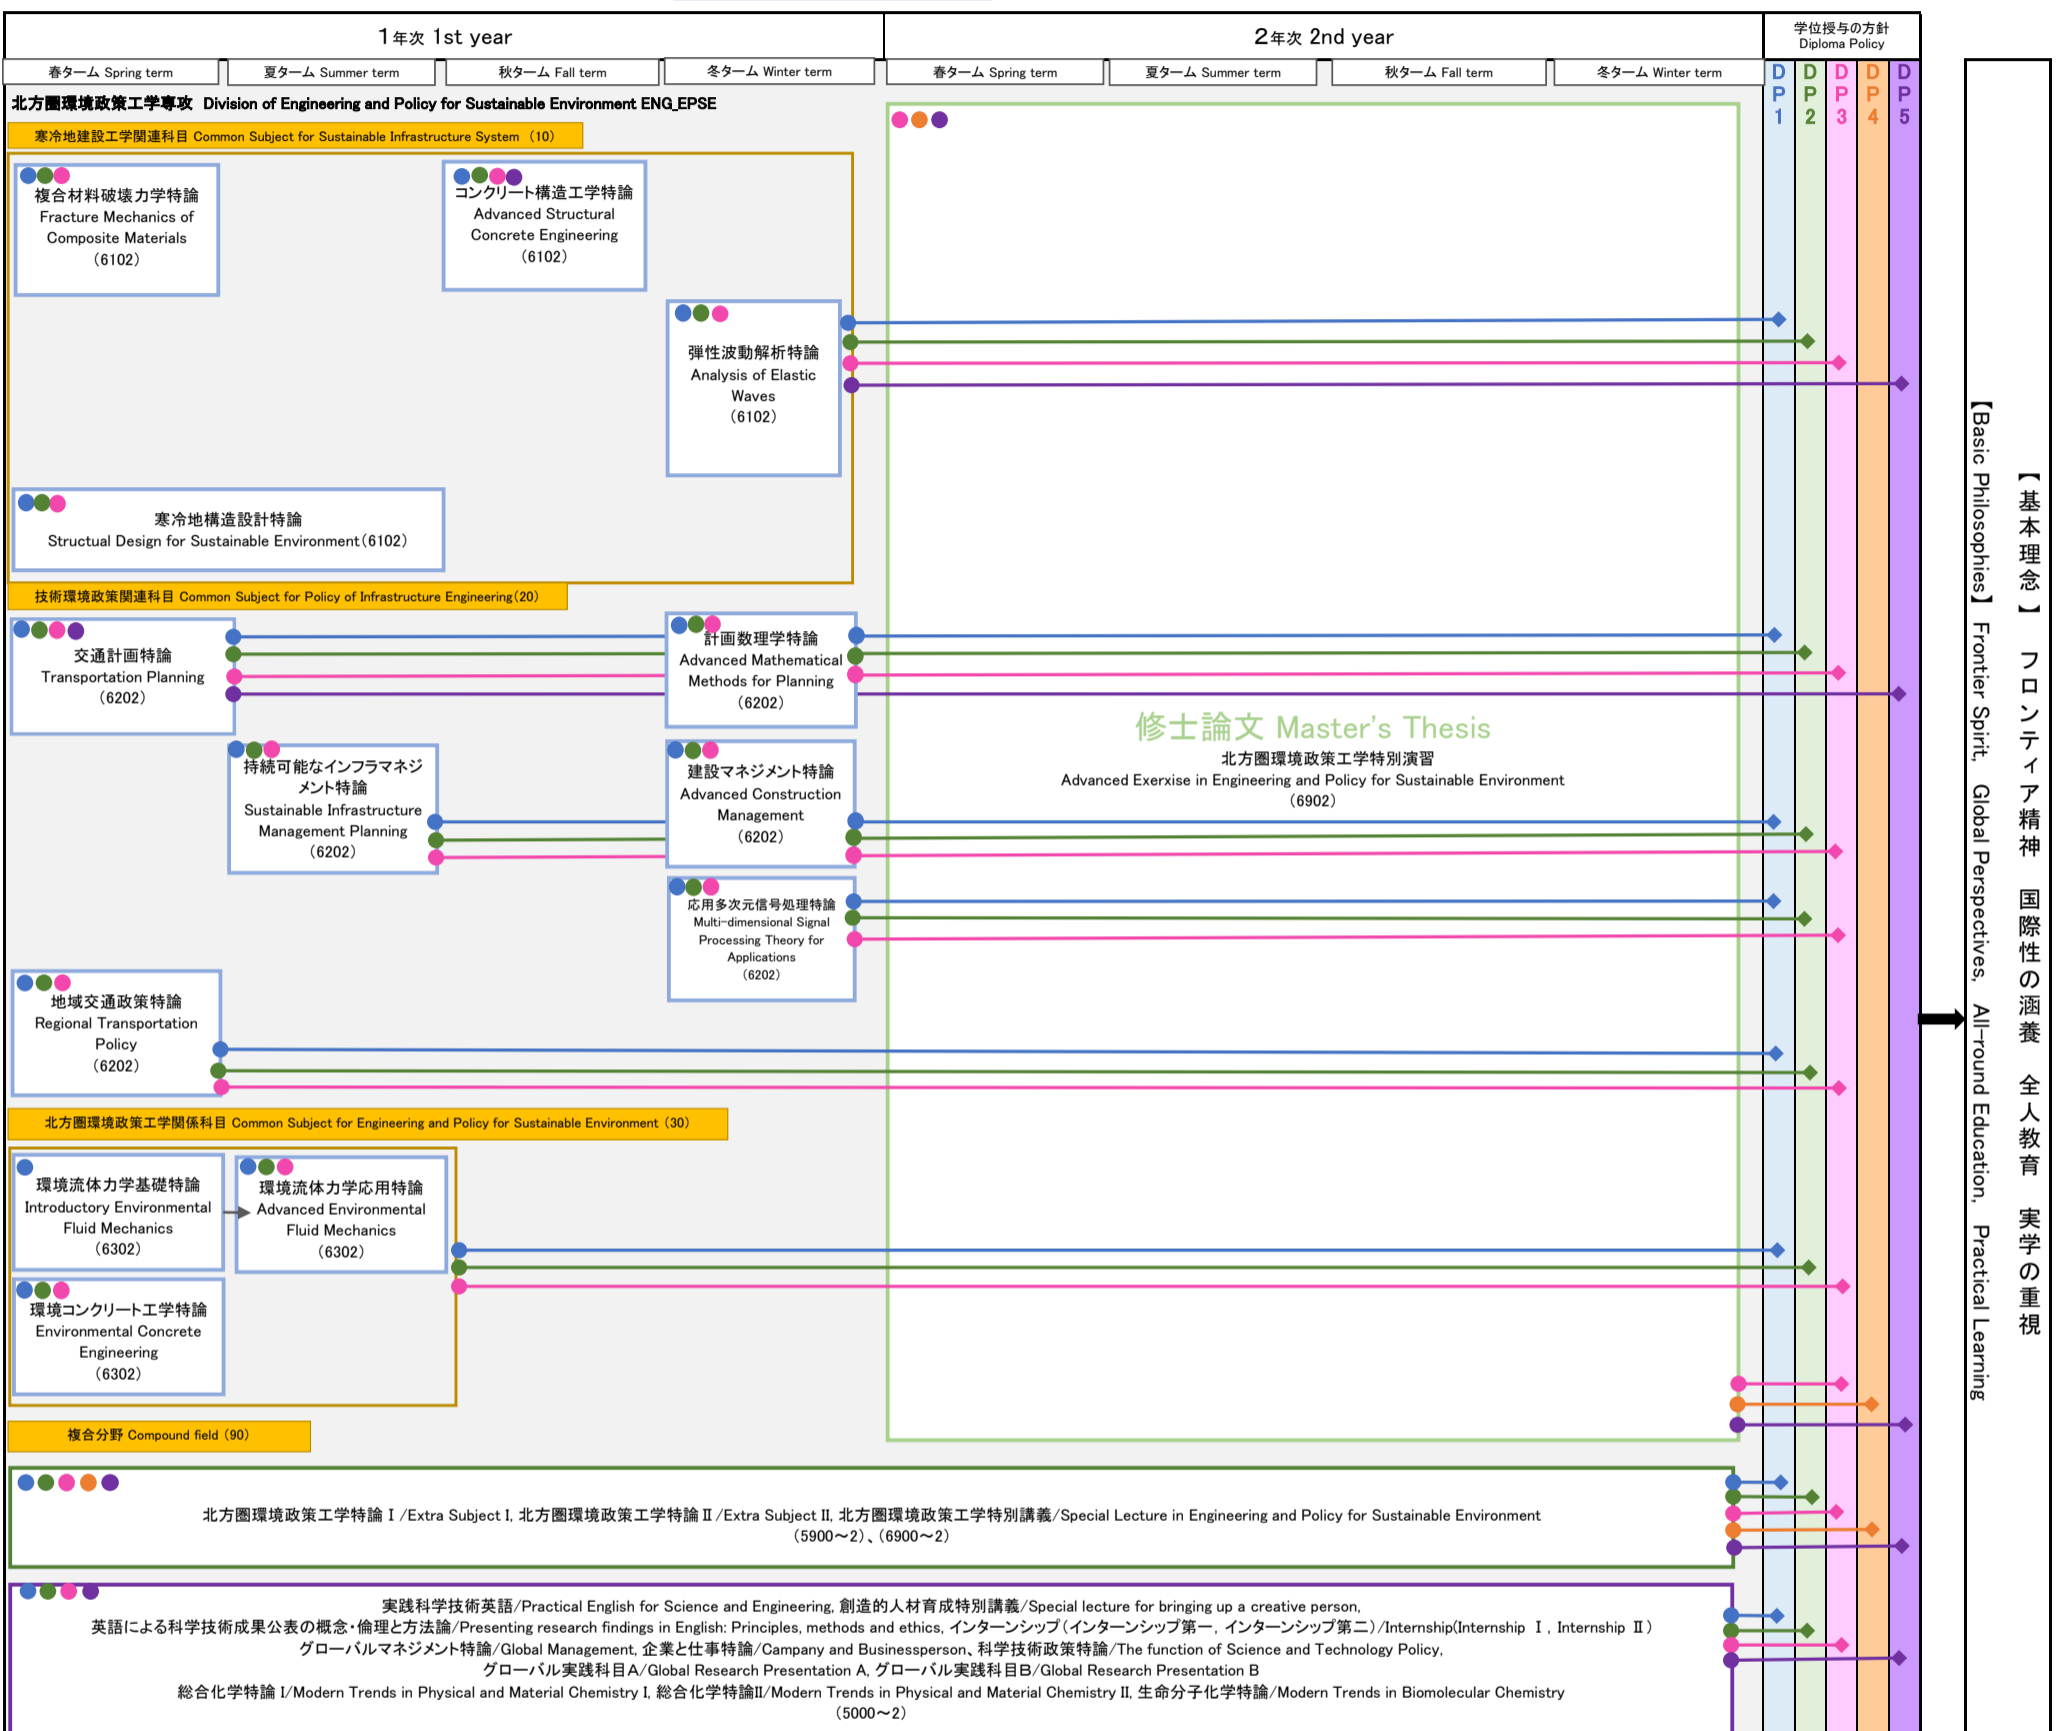 1年次 1st year
2年次 2nd year
学位授与の方針
Diploma Policy
春ターム Spring term
夏ターム Summer term
秋ターム Fall term
冬ターム Winter term
春ターム Spring term
夏ターム Summer term
秋ターム Fall term
冬ターム Winter term
DP1
DP2
DP3
DP4
DP5
北方圏環境政策工学専攻 Division of Engineering and Policy for Sustainable Environment ENG_EPSE
寒冷地建設工学関連科目 Common Subject for Sustainable Infrastructure System （10）
複合材料破壊力学特論
Fracture Mechanics of
Composite Materials
（6102）
コンクリート構造工学特論
Advanced Structural
Concrete Engineering
（6102）
弾性波動解析特論
Analysis of Elastic
Waves
（6102）
寒冷地構造設計特論
Structual Design for Sustainable Environment（6102）
技術環境政策関連科目 Common Subject for Policy of Infrastructure Engineering（20）
交通計画特論
Transportation Planning
（6202）
計画数理学特論
Advanced Mathematical
Methods for Planning
（6202）
持続可能なインフラマネジ
メント特論
Sustainable Infrastructure
Management Planning
（6202）
建設マネジメント特論
Advanced Construction
Management
（6202）
応用多次元信号処理特論
Multi-dimensional Signal
Processing Theory for
Applications
（6202）
地域交通政策特論
Regional Transportation
Policy
（6202）
修士論文 Master's Thesis
北方圏環境政策工学特別演習
Advanced Exerxise in Engineering and Policy for Sustainable Environment
（6902）
北方圏環境政策工学関係科目 Common Subject for Engineering and Policy for Sustainable Environment （30）
環境流体力学基礎特論
Introductory Environmental
Fluid Mechanics
（6302）
環境流体力学応用特論
Advanced Environmental
Fluid Mechanics
（6302）
環境コンクリート工学特論
Environmental Concrete
Engineering
（6302）
複合分野 Compound field （90）
北方圏環境政策工学特論Ⅰ/Extra Subject I, 北方圏環境政策工学特論Ⅱ/Extra Subject II, 北方圏環境政策工学特別講義/Special Lecture in Engineering and Policy for Sustainable Environment
（5900～2）、（6900～2）
実践科学技術英語/Practical English for Science and Engineering, 創造的人材育成特別講義/Special lecture for bringing up a creative person,
英語による科学技術成果公表の概念・倫理と方法論/Presenting research findings in English: Principles, methods and ethics, インターンシップ（インターンシップ第一, インターンシップ第二）/Internship(Internship Ⅰ, Internship Ⅱ）
グローバルマネジメント特論/Global Management, 企業と仕事特論/Campany and Businessperson、科学技術政策特論/The function of Science and Technology Policy,
グローバル実践科目A/Global Research Presentation A, グローバル実践科目B/Global Research Presentation B
総合化学特論 I/Modern Trends in Physical and Material Chemistry I, 総合化学特論II/Modern Trends in Physical and Material Chemistry II, 生命分子化学特論/Modern Trends in Biomolecular Chemistry
（5000～2）
【基本理念】 フロンティア精神 国際性の涵養 全人教育 実学の重視
【Basic Philosophies】 Frontier Spirit, Global Perspectives, All-round Education, Practical Learning